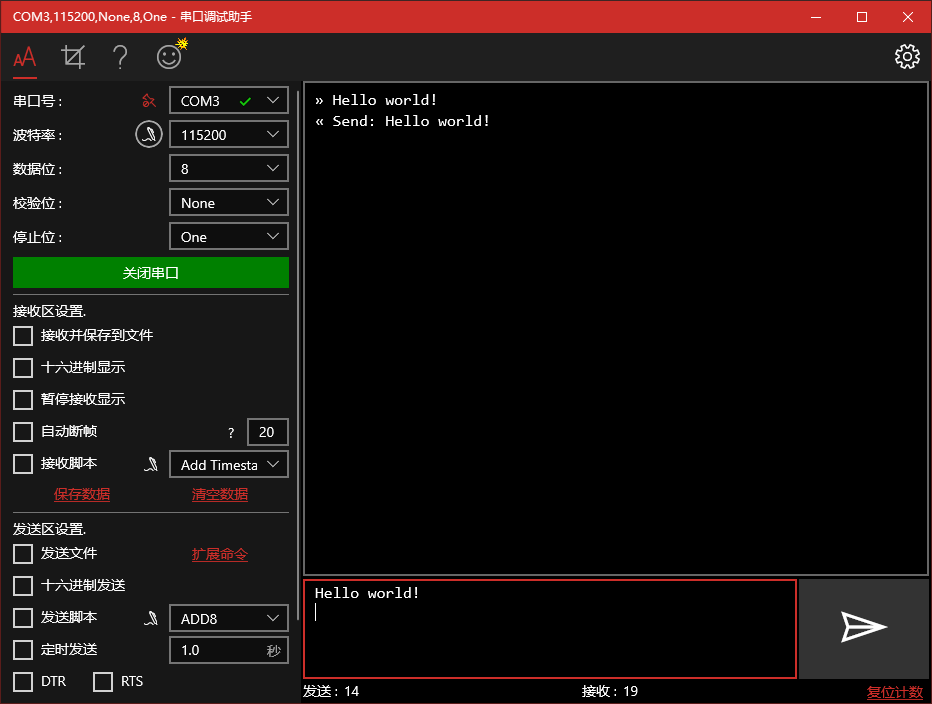 COM3,115200,None,8,One - 串口调试助手
串口号 :
COM3
波特率 :
115200
数据位 :
8
校验位 :
None
停止位 :
One
关闭串口
接收区设置.
接收并保存到文件
十六进制显示
暂停接收显示
自动断帧
?
20
接收脚本
Add Timesta
保存数据
清空数据
发送区设置.
发送文件
扩展命令
十六进制发送
发送脚本
ADD8
定时发送
1.0
秒
DTR
RTS
» Hello world!
« Send: Hello world!
Hello world!
发送 : 14
接收 : 19
复位计数